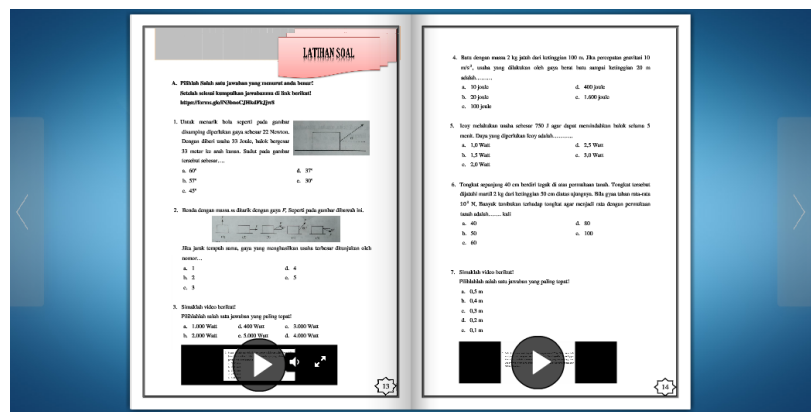 LATIHAN SOAL
A. Pilihlah Salah satu jawaban yang menurut anda benar!
Setalah selesai kumpulkan jawabanmu di link berikut!
1. Untuk menarik bola seperti pada gambar
disamping diperlukan gaya sebesar 22 Newton.
Dengan diberi usaha 33 Joule, balok bergeser
33 meter ke arah kanan. Sudut pada gambar
tersebut sebesar….
a. 60° d. 37°
b. 57° e. 30°
c. 45°
2. Benda dengan massa m ditarik dengan gaya F, Seperti pada gambar dibawah ini.
Jika jarak tempuh sama, gaya yang menghasilkan usaha terbesar ditunjukan oleh
nomor…
a. 1 d. 4
b. 2 e. 5
c. 3
3. Simaklah video berikut!
Pilihlahlah salah satu jawaban yang paling tepat!
a. 1.000 Watt d. 400 Watt c. 3.000 Watt
b. 2.000 Watt e. 5.000 Watt d. 4.000 Watt
13
4. Batu dengan massa 2 kg jatuh dari ketinggian 100 m. Jika percepatan gravitasi 10
m/s², usaha yang dilakukan oleh gaya berat batu sampai ketinggian 20 m
adalah………
a. 10 joule d. 400 joule
b. 20 joule e. 1,600 joule
c. 100 joule
5. Icoy melakukan usaha sebesar 750 J agar dapat memindahkan balok selama 5
menit. Daya yang diperlukan Icoy adalah…………
a. 1,0 Watt d. 2,5 Watt
b. 1,5 Watt e. 3,0 Watt
c. 2,0 Watt
6. Tongkat sepanjang 40 cm berdiri tegak di atas permukaan tanah. Tongkat tersebut
dijatuhi martil 2 kg dari ketinggian 50 cm diatas ujungnya. Bila gyaa tahan rata-rata
N, Banyak tumbukan terhadap tongkat agar menjadi rata dengan permukaan
tanah adalah……. kali
a. 40 d. 80
b. 50 e. 100
c. 60
7. Simaklah video berikut!
Pilihlahlah salah satu jawaban yang paling tepat!
a. 0,5 m
b. 0,4 m
c. 0,3 m
d. 0,2 m
e. 0,1 m
14